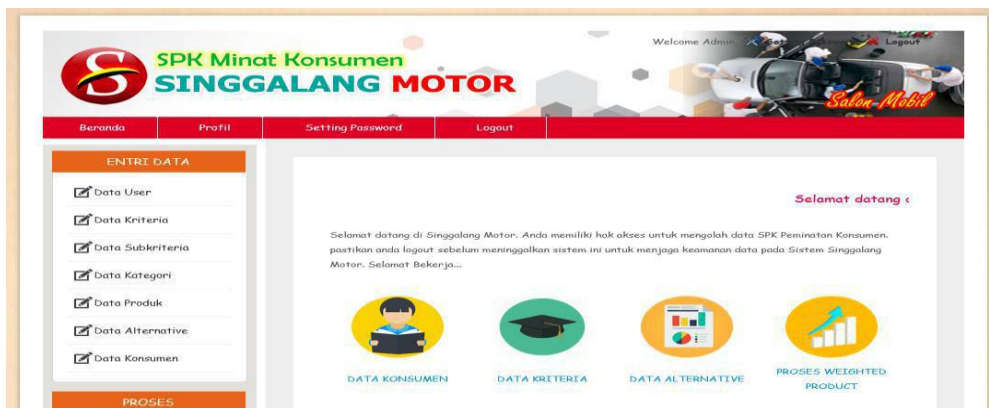 Welcome Admin
Logout
SPK Minat Konsumen
SINGGALANG MOTOR
Salon-Mobil
Beranda Profil Setting Password Logout
ENTRI DATA
Data User
Data Kriteria
Data Subkriteria
Data Kategori
Data Produk
Data Alternative
Data Konsumen
PROSES
Selamat datang
Selamat datang di Singgalang Motor. Anda memiliki hak akses untuk mengolah data SPK Peminatan Konsumen.
pastikan anda logout sebelum meninggalkan sistem ini untuk menjaga keamanan data pada Sistem Singgalang
Motor. Selamat Bekerja...
DATA KONSUMEN
DATA KRITERIA
DATA ALTERNATIVE
PROSES WEIGHTED
PRODUCT